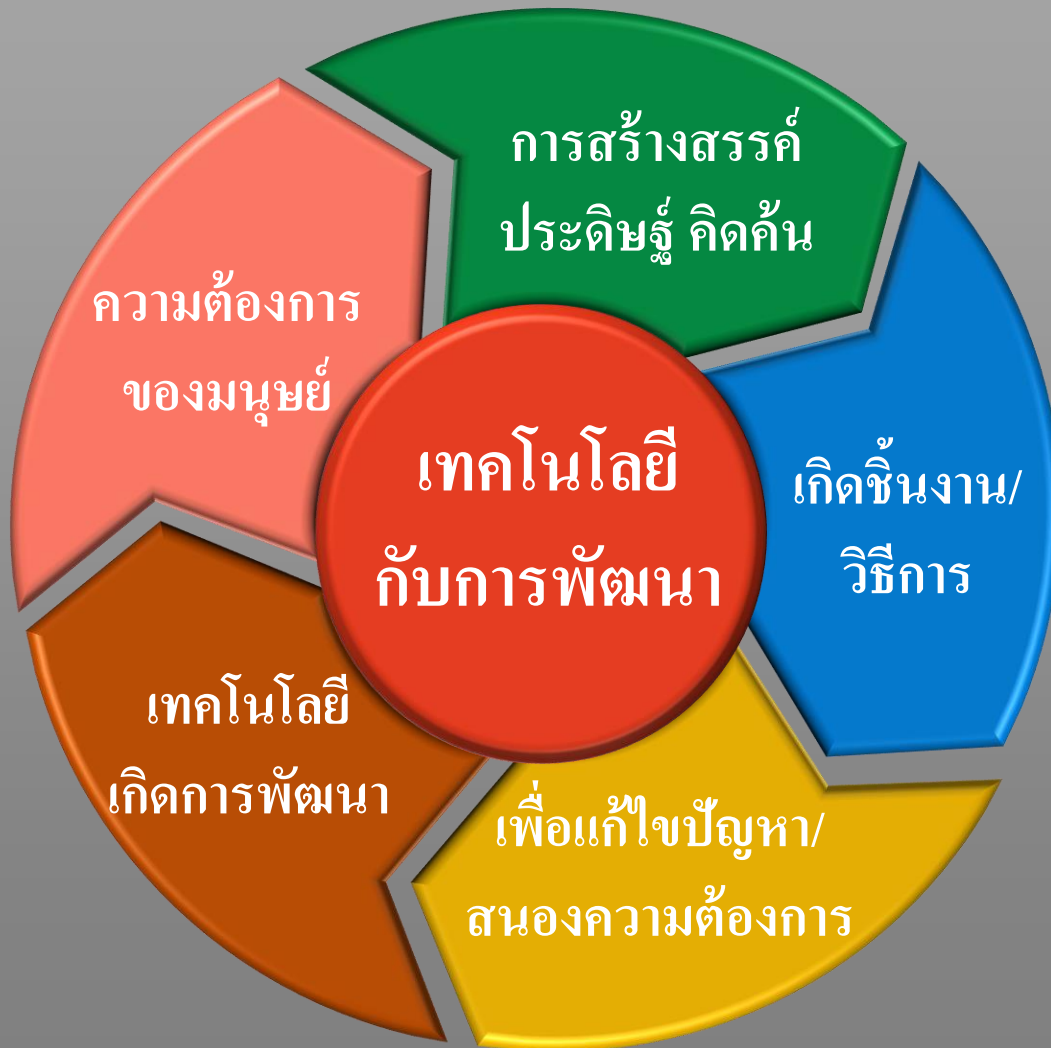 การสร้างสรรค์
ประดิษฐ์ คิดค้น
ความต้องการ
ของมนุษย์
เทคโนโลยี
กับการพัฒนา
เกิดชิ้นงาน/
วิธีการ
เทคโนโลยี
เกิดการพัฒนา
เพื่อแก้ไขปัญหา/
สนองความต้องการ